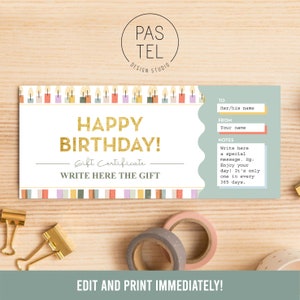 PAS
TEL
DESIGN STUDIO
HAPPY
BIRTHDAY!
Gift Certificate
WRITE HERE THE GIFT
TO:
Her/his name
FROM:
Your name
NOTES:
Write here
a special
message. Eg.
Enjoy your
day! It's only
one in every
365 days.
EDIT AND PRINT IMMEDIATELY!